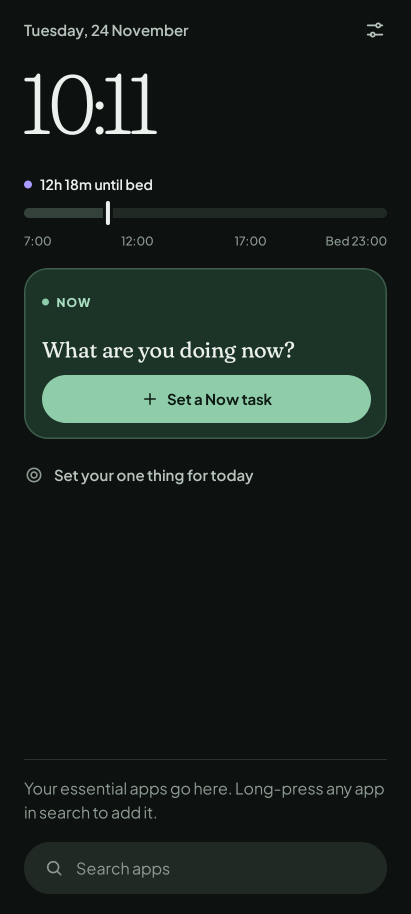 Tuesday, 24 November
10:11
12h 18m until bed
7:00 12:00 17:00 Bed 23:00
NOW
What are you doing now?
+ Set a Now task
Set your one thing for today
Your essential apps go here. Long-press any app
in search to add it.
Search apps